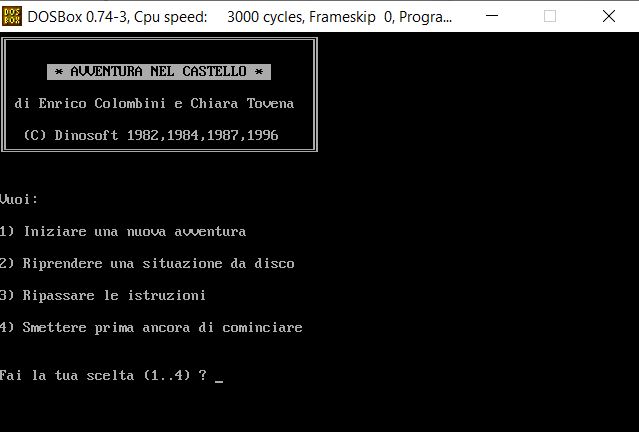 DOS
BOX
DOSBox 0.74-3, Cpu speed:    3000 cycles, Frameskip  0, Progra...
* AVVENTURA NEL CASTELLO *
di Enrico Colombini e Chiara Tovena
(C) Dinosoft 1982,1984,1987,1996
Vuoi:
1) Iniziare una nuova avventura
2) Riprendere una situazione da disco
3) Ripassare le istruzioni
4) Smettere prima ancora di cominciare
Fai la tua scelta (1..4) ? _